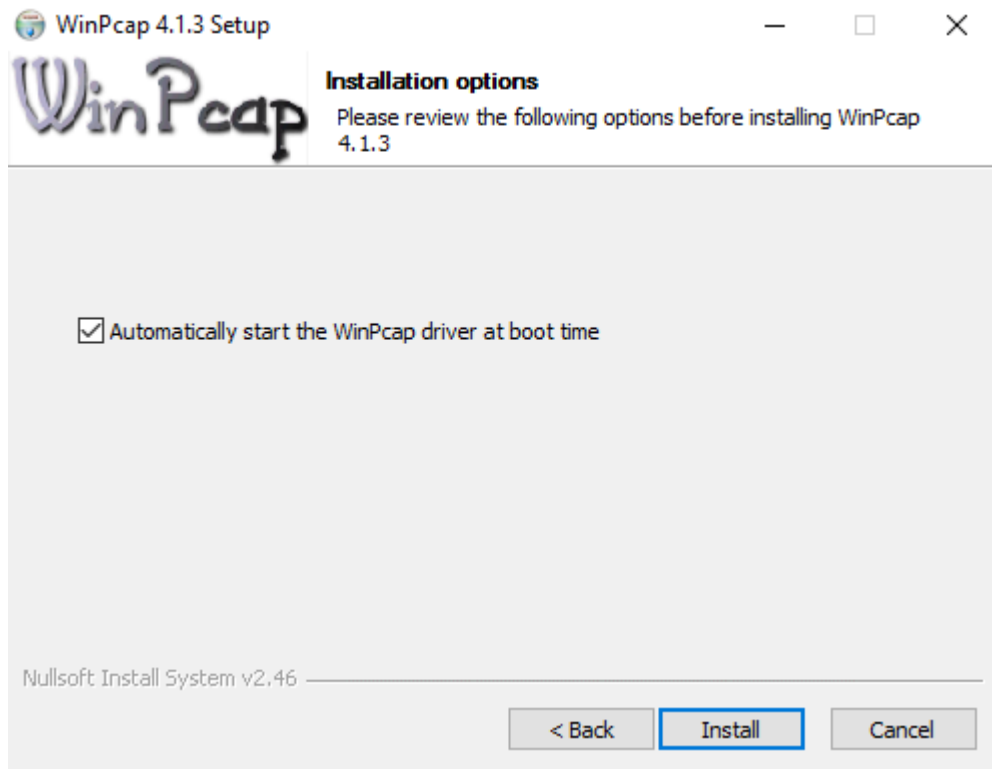 WinPcap 4.1.3 Setup
WinPcap
Installation options
Please review the following options before installing WinPcap
4.1.3
Automatically start the WinPcap driver at boot time
Nullsoft Install System v2.46
< Back
Install
Cancel